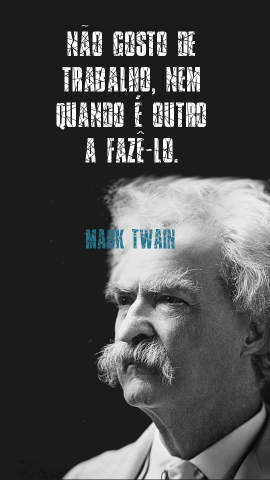 NÃO GOSTO DE
TRABALHO, NEM
QUANDO É OUTRO
A FAZÊ-LO.
MARK TWAIN